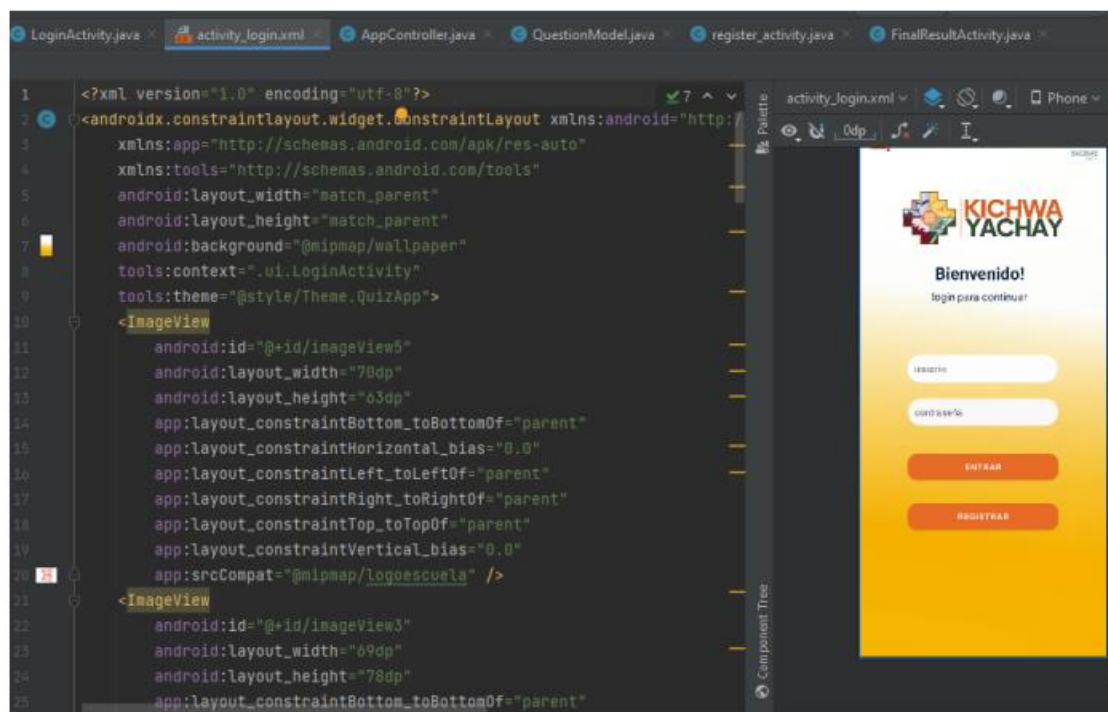 LoginActivity.java activity_login.xml AppController.java QuestionModel.java register_activity.java FinalResultActivity.java
1 <?xml version="1.0" encoding="utf-8"?>
7
2 <androidx.constraintlayout.widget.ConstraintLayout xmlns:android="http:/
3 xmlns:app="http://schemas.android.com/apk/res-auto"
4 xmlns:tools="http://schemas.android.com/tools"
5 android:layout_width="match_parent"
6 android:layout_height="match_parent"
7 android:background="@mipmap/wallpaper"
8 tools:context=".ui.LoginActivity"
9 tools:theme="@style/Theme.QuizApp">
10 <ImageView
11 android:id="@+id/imageView5"
12 android:layout_width="70dp"
13 android:layout_height="63dp"
14 app:layout_constraintBottom_toBottomOf="parent"
15 app:layout_constraintHorizontal_bias="0.0"
16 app:layout_constraintLeft_toLeftOf="parent"
17 app:layout_constraintRight_toRightOf="parent"
18 app:layout_constraintTop_toTopOf="parent"
19 app:layout_constraintVertical_bias="0.0"
20 app:srcCompat="@mipmap/logoescuela" />
21 <ImageView
22 android:id="@+id/imageView3"
23 android:layout_width="69dp"
24 android:layout_height="78dp"
25 app:layout_constraintBottom_toBottomOf="parent"
Palette
Component Tree
activity_login.xml Phone
0dp
KICHWA
YACHAY
Bienvenido!
login para continuar
usuario
contraseña
ENTRAR
REGISTRAR